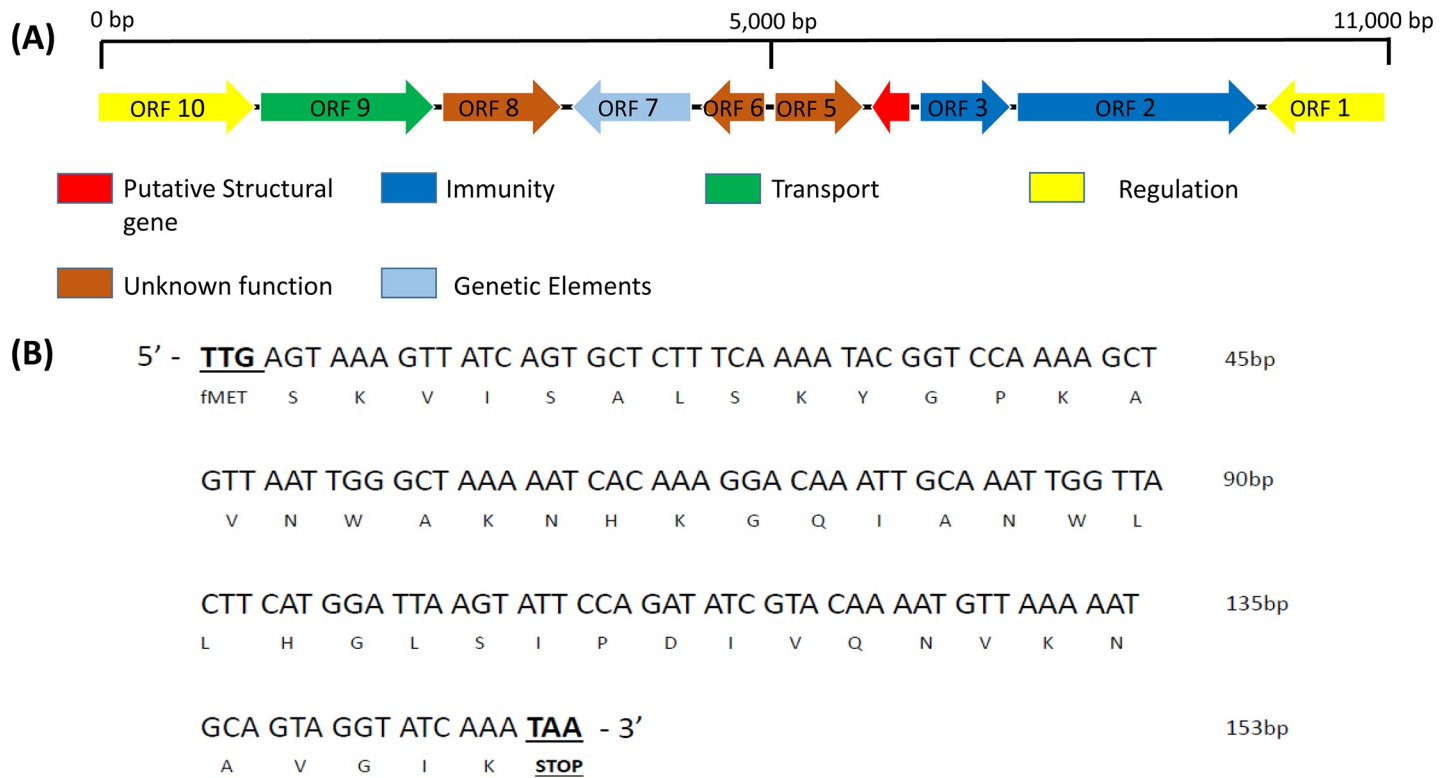 (A)
0 bp 5,000 bp 11,000 bp
ORF 10 ORF 9 ORF 8 ORF 7 ORF 6 ORF 5 ORF 3 ORF 2 ORF 1
Putative Structural gene Immunity Transport Regulation
Unknown function Genetic Elements
(B)
5’ - TTG AGT AAA GTT ATC AGT GCT CTT TCA AAA TAC GGT CCA AAA GCT 45bp
fMET S K V I S A L S K Y G P K A
GTT AAT TGG GCT AAA AAT CAC AAA GGA CAA ATT GCA AAT TGG TTA 90bp
V N W A K N H K G Q I A N W L
CTT CAT GGA TTA AGT ATT CCA GAT ATC GTA CAA AAT GTT AAA AAT 135bp
L H G L S I P D I V Q N V K N
GCA GTA GGT ATC AAA TAA - 3’ 153bp
A V G I K STOP